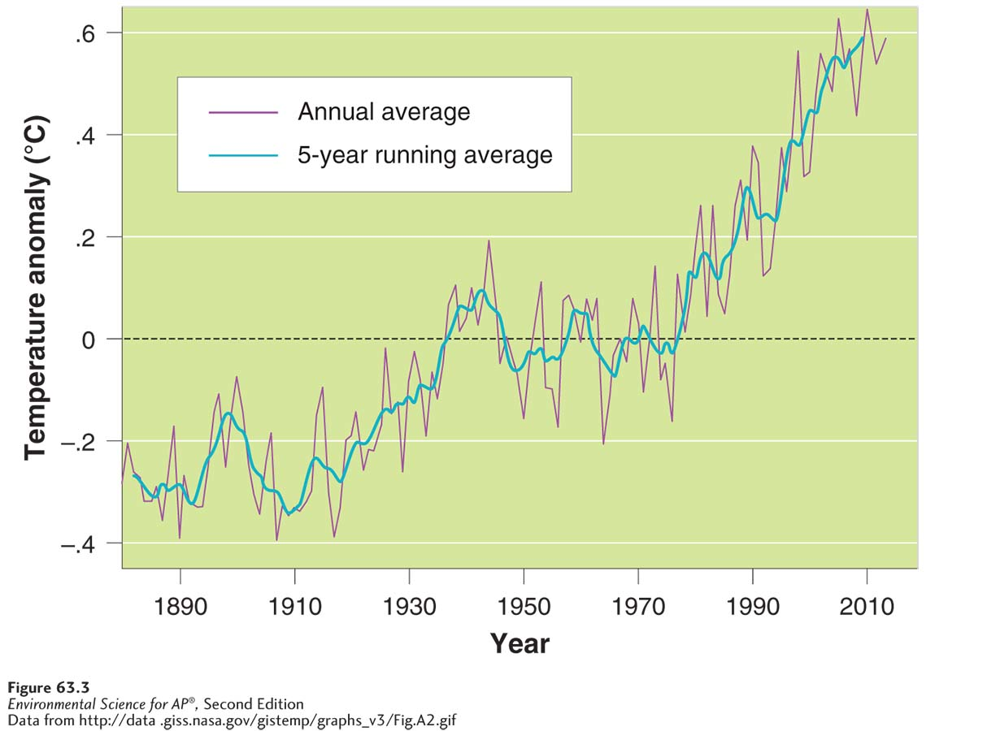 .6
.4
.2
0
–.2
–.4
Temperature anomaly (°C)
Annual average
5-year running average
1890 1910 1930 1950 1970 1990 2010
Year
Figure 63.3
Environmental Science for AP®, Second Edition
Data from http://data .giss.nasa.gov/gistemp/graphs_v3/Fig.A2.gif